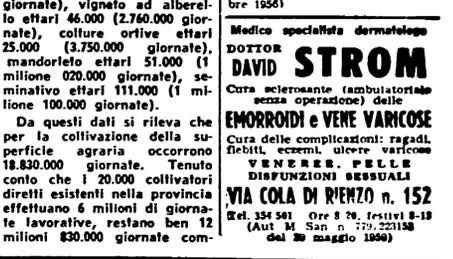 giornate), vigneto ad alberel-
lo ettari 46.000 (2.760.000 gior-
nate), colture ortive ettari
25.000 (3.750.000 giornate),
mandorleto ettari 51.000 (1
milione 020.000 giornate), se-
minativo ettari 111.000 (1 mi-
lione 100.000 giornate).
Da questi dati si rileva che
per la coltivazione della su-
perficie agraria occorrono
18.830.000 giornate. Tenuto
conto che i 20.000 coltivatori
diretti esistenti nella provincia
effettuano 6 milioni di giorna-
te lavorative, restano ben 12
milioni 830.000 giornate com-
bre 1956)
Medico specialista dermatologo
DOTTOR
DAVID STROM
Cura sclerosante (ambulatoriale
senza operazione) delle
EMORROIDI e VENE VARICOSE
Cura delle complicazioni: ragadi,
flebiti, eczemi, ulcere varicose
VENEREE, PELLE
DISFUNZIONI SESSUALI
VIA COLA DI RIENZO n. 152
Tel. 354 501 Ore 8-20, festivi 8-13
(Aut M San n 779/223153
del 29 maggio 1950)